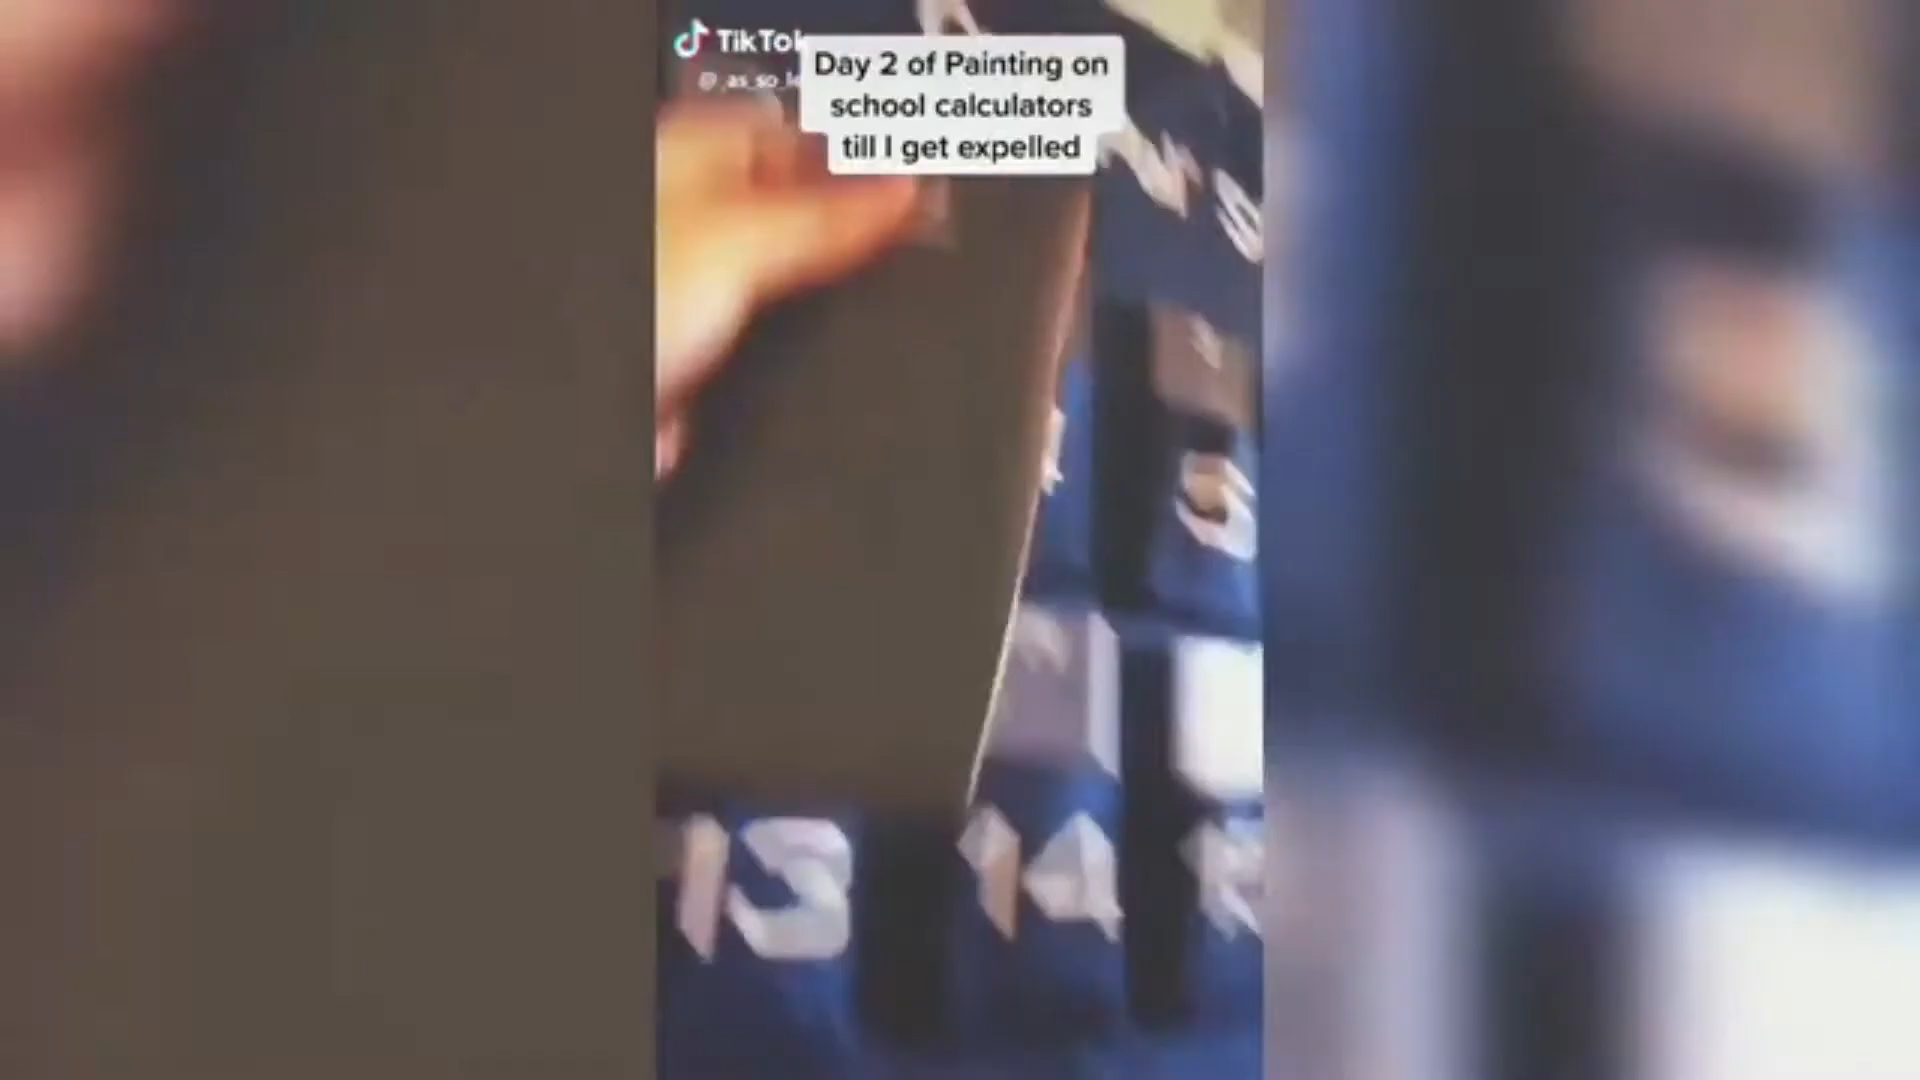 TikTok
Day 2 of Painting on
school calculators
till I get expelled
13 14